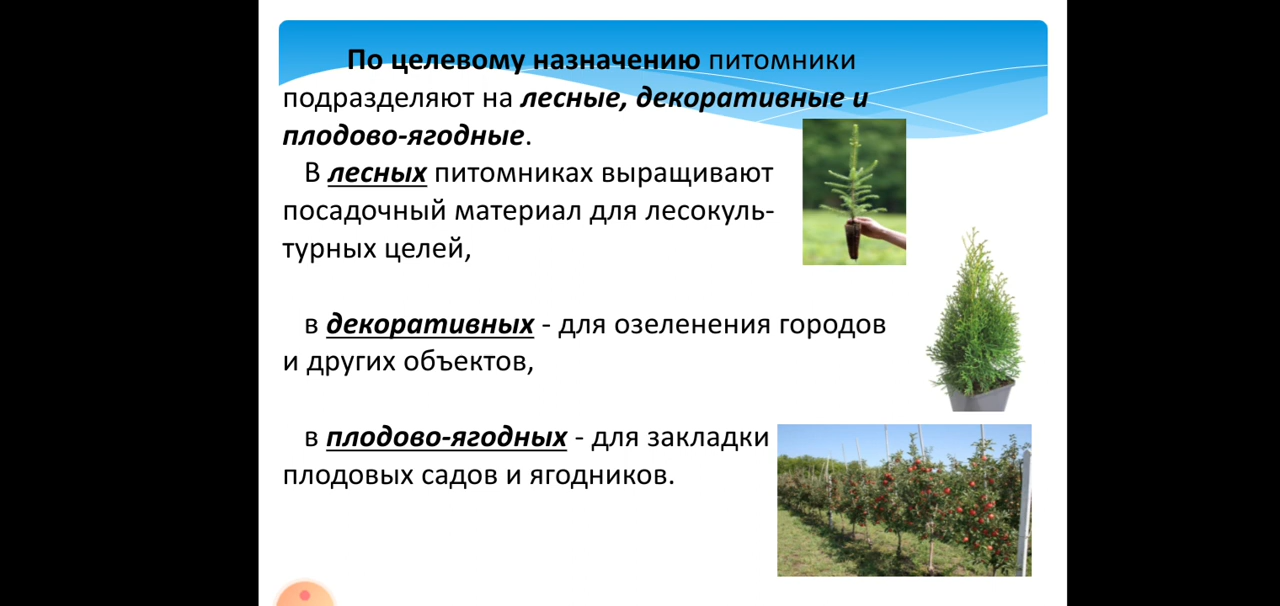 По целевому назначению питомники
подразделяют на лесные, декоративные и
плодово-ягодные.
В лесных питомниках выращивают
посадочный материал для лесокуль-
турных целей,
в декоративных - для озеленения городов
и других объектов,
в плодово-ягодных - для закладки
плодовых садов и ягодников.